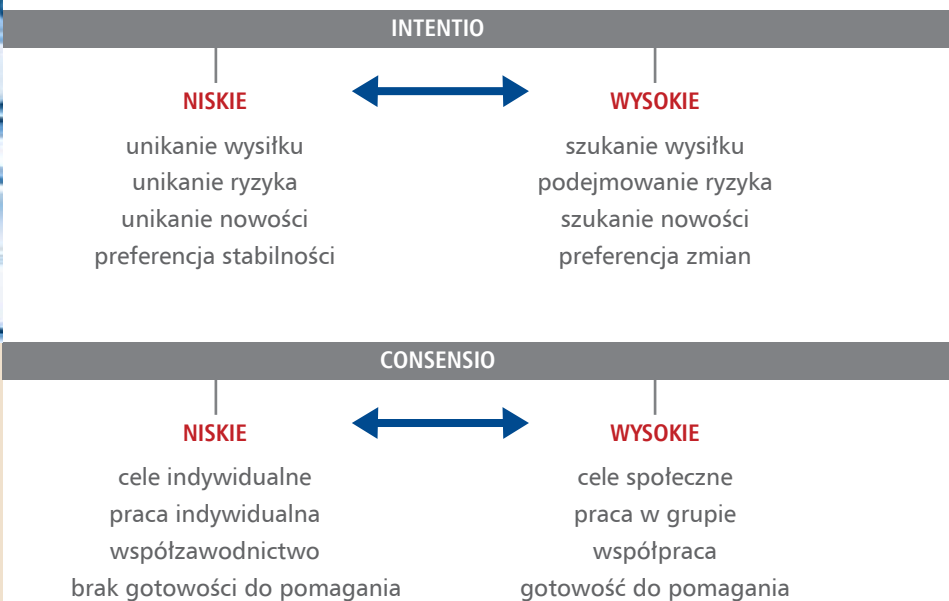 INTENTIO
NISKIE
WYSOKIE
unikanie wysiłku
szukanie wysiłku
unikanie ryzyka
podejmowanie ryzyka
unikanie nowości
szukanie nowości
preferencja stabilności
preferencja zmian
CONSENSIO
NISKIE
WYSOKIE
cele indywidualne
cele społeczne
praca indywidualna
praca w grupie
współzawodnictwo
współpraca
brak gotowości do pomagania
gotowość do pomagania